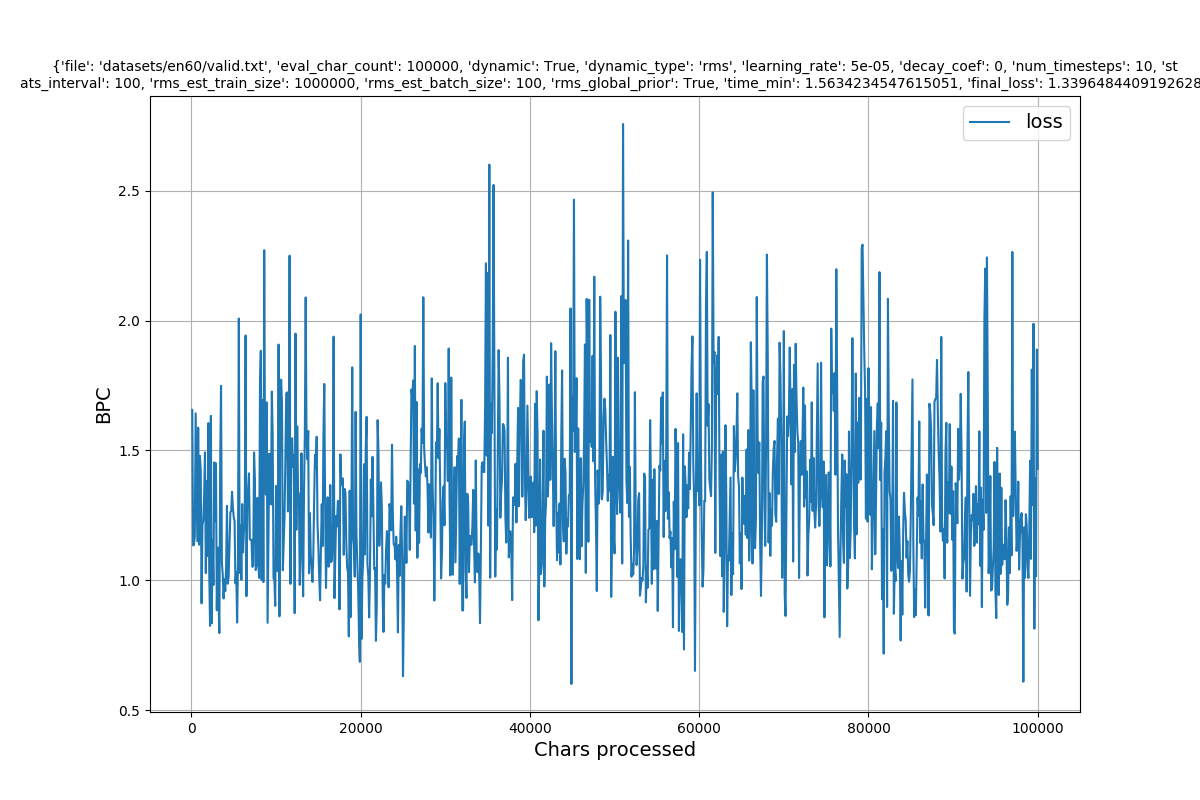 {'file': 'datasets/en60/valid.txt', 'eval_char_count': 100000, 'dynamic': True, 'dynamic_type': 'rms', 'learning_rate': 5e-05, 'decay_coef': 0, 'num_timesteps': 10, 'st
ats_interval': 100, 'rms_est_train_size': 1000000, 'rms_est_batch_size': 100, 'rms_global_prior': True, 'time_min': 1.5634234547615051, 'final_loss': 1.3396484409192628
loss
2.5
2.0
1.5
1.0
0.5
BPC
0 20000 40000 60000 80000 100000
Chars processed